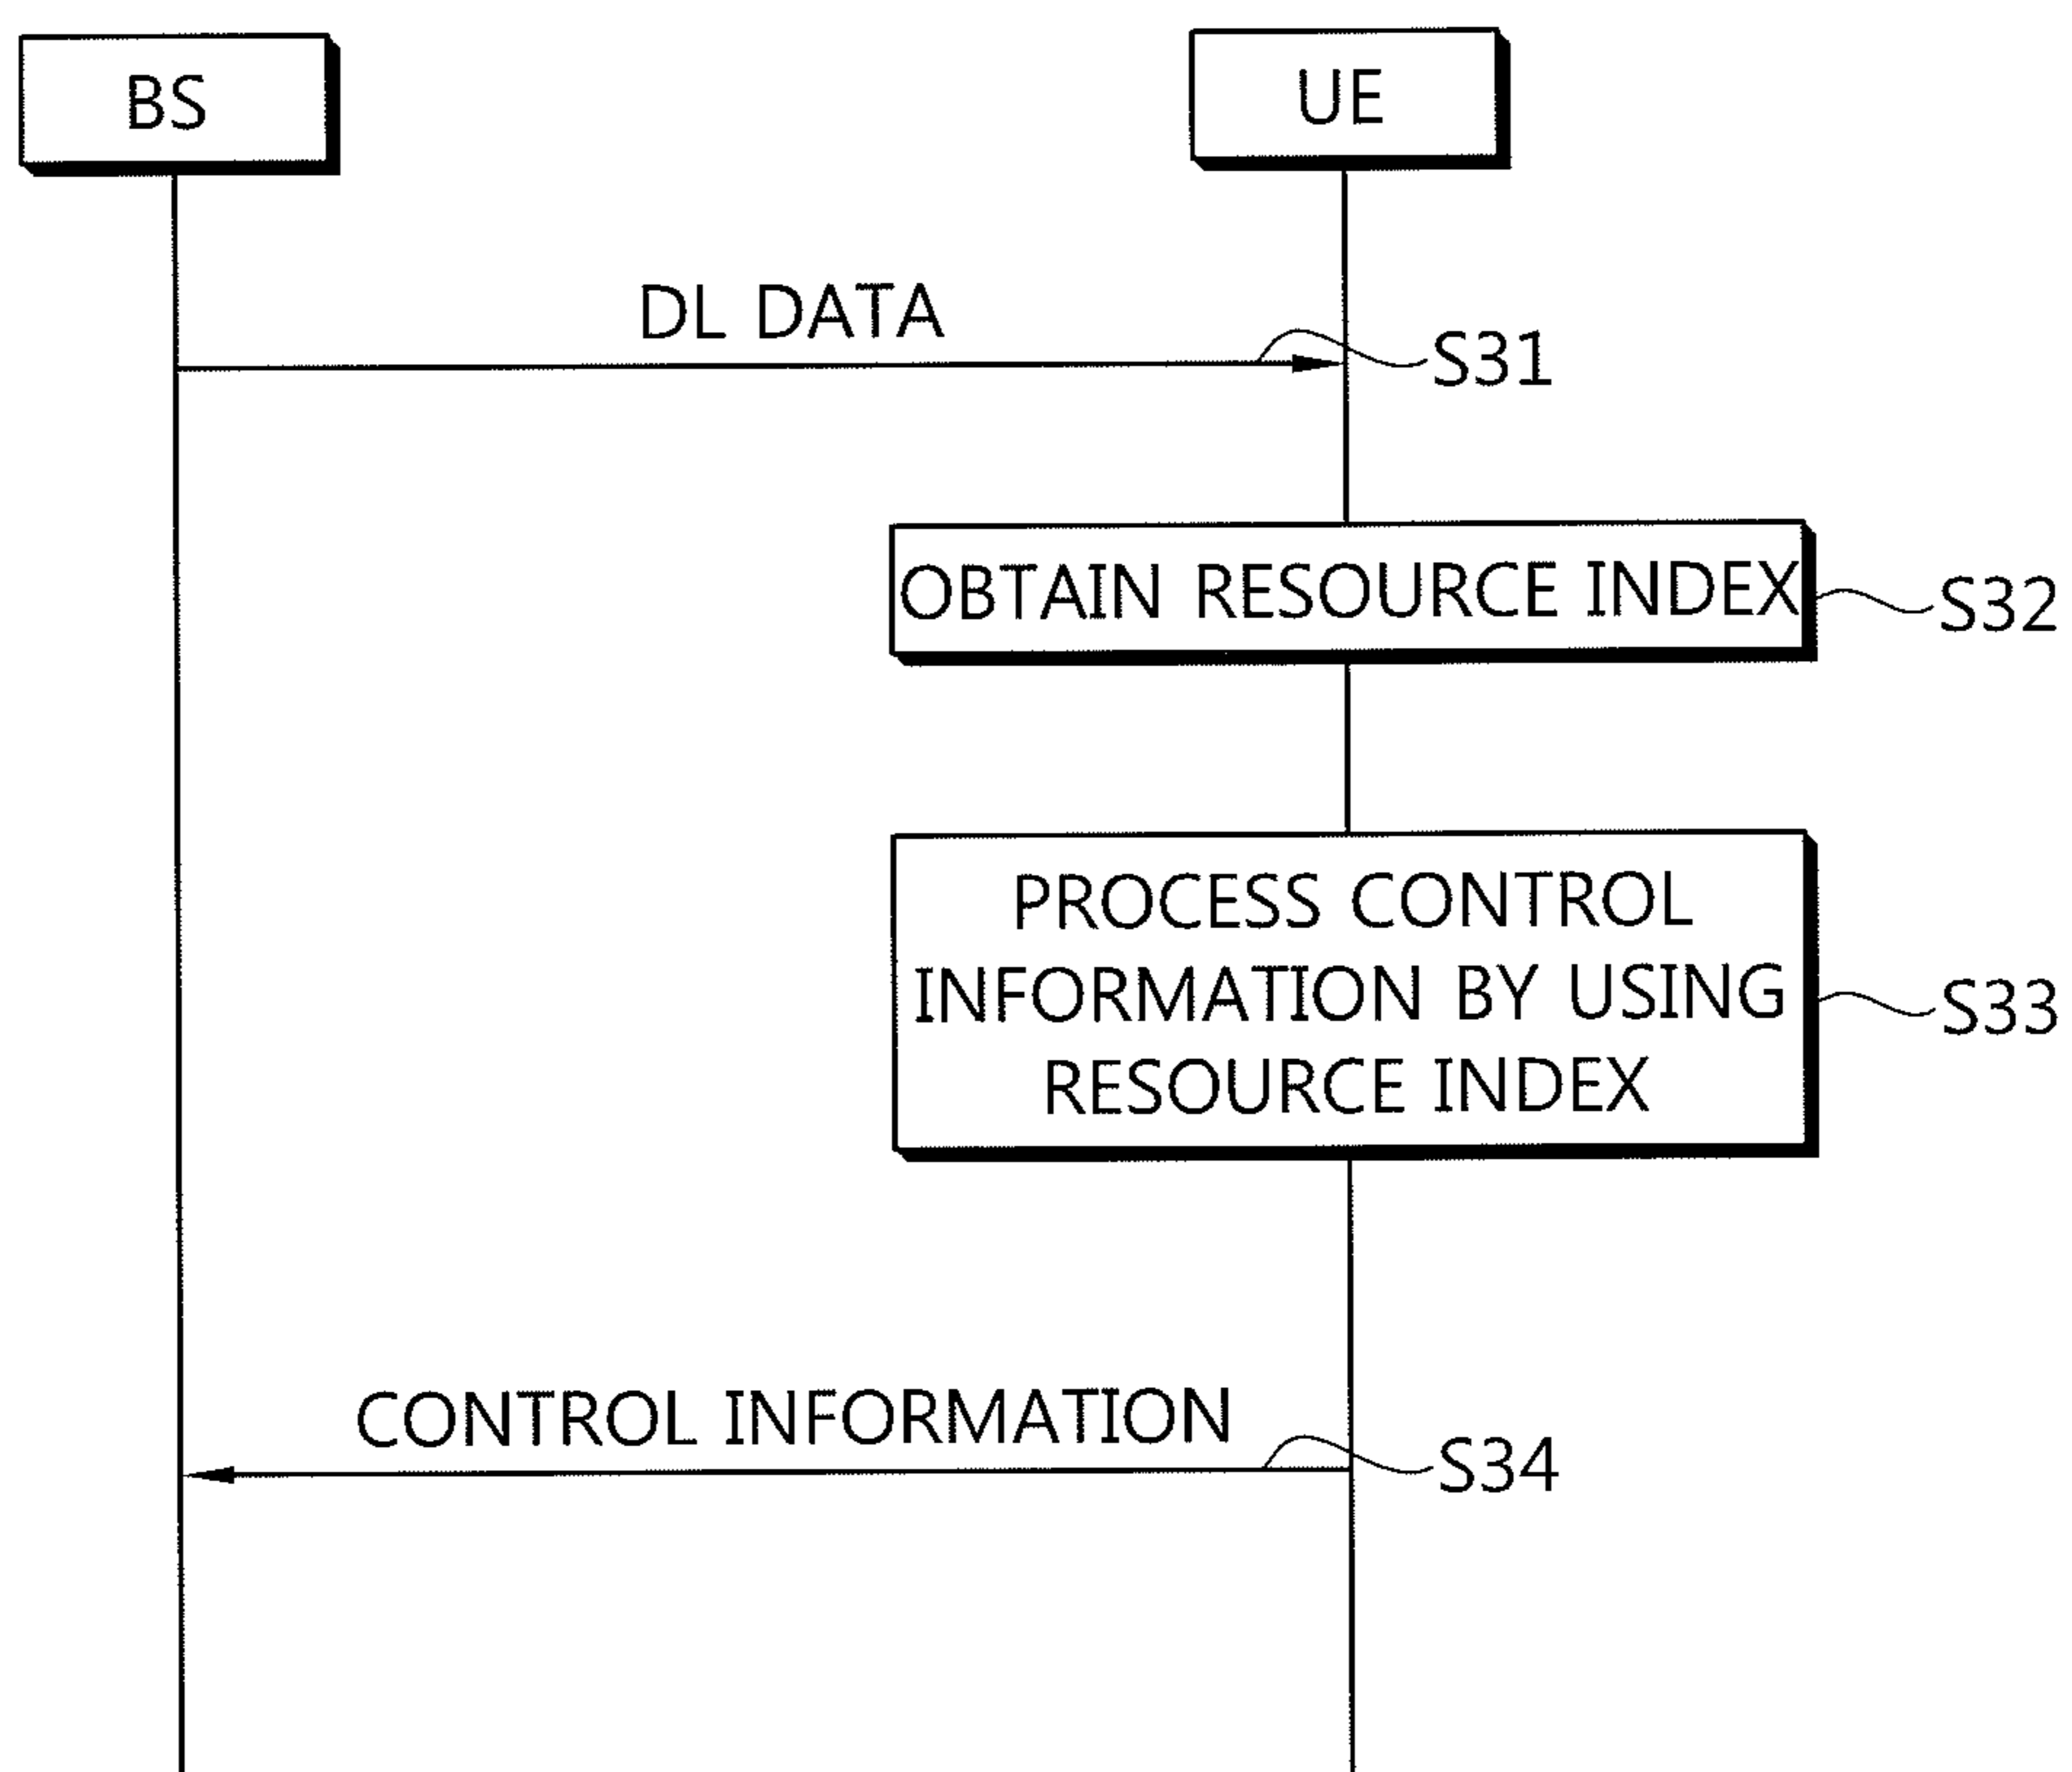 BS
UE
DL DATA
S31
OBTAIN RESOURCE INDEX
S32
PROCESS CONTROL
INFORMATION BY USING
RESOURCE INDEX
S33
CONTROL INFORMATION
S34